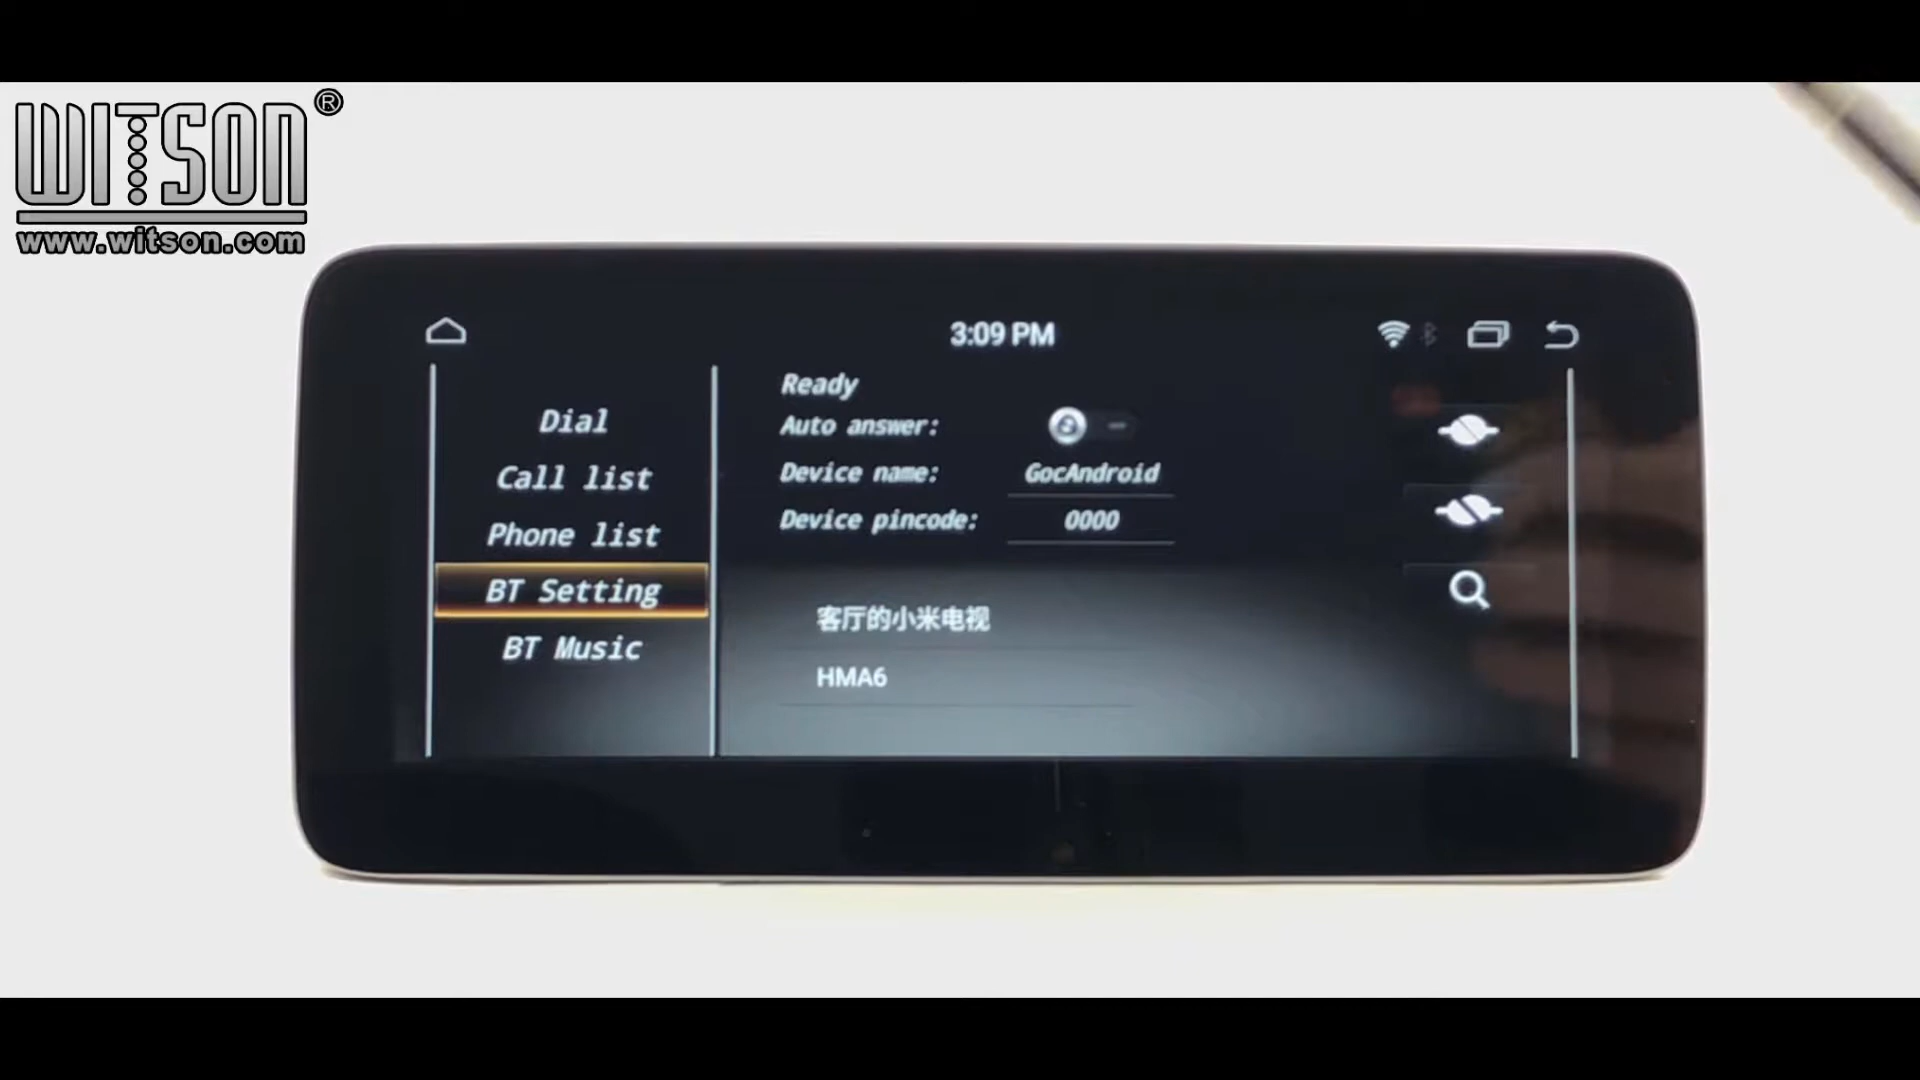 WITSON®
www.witson.com
3:09 PM
Dial
Call list
Phone list
BT Setting
BT Music
Ready
Auto answer:
Device name: GocAndroid
Device pincode: 0000
客厅的小米电视
HMA6